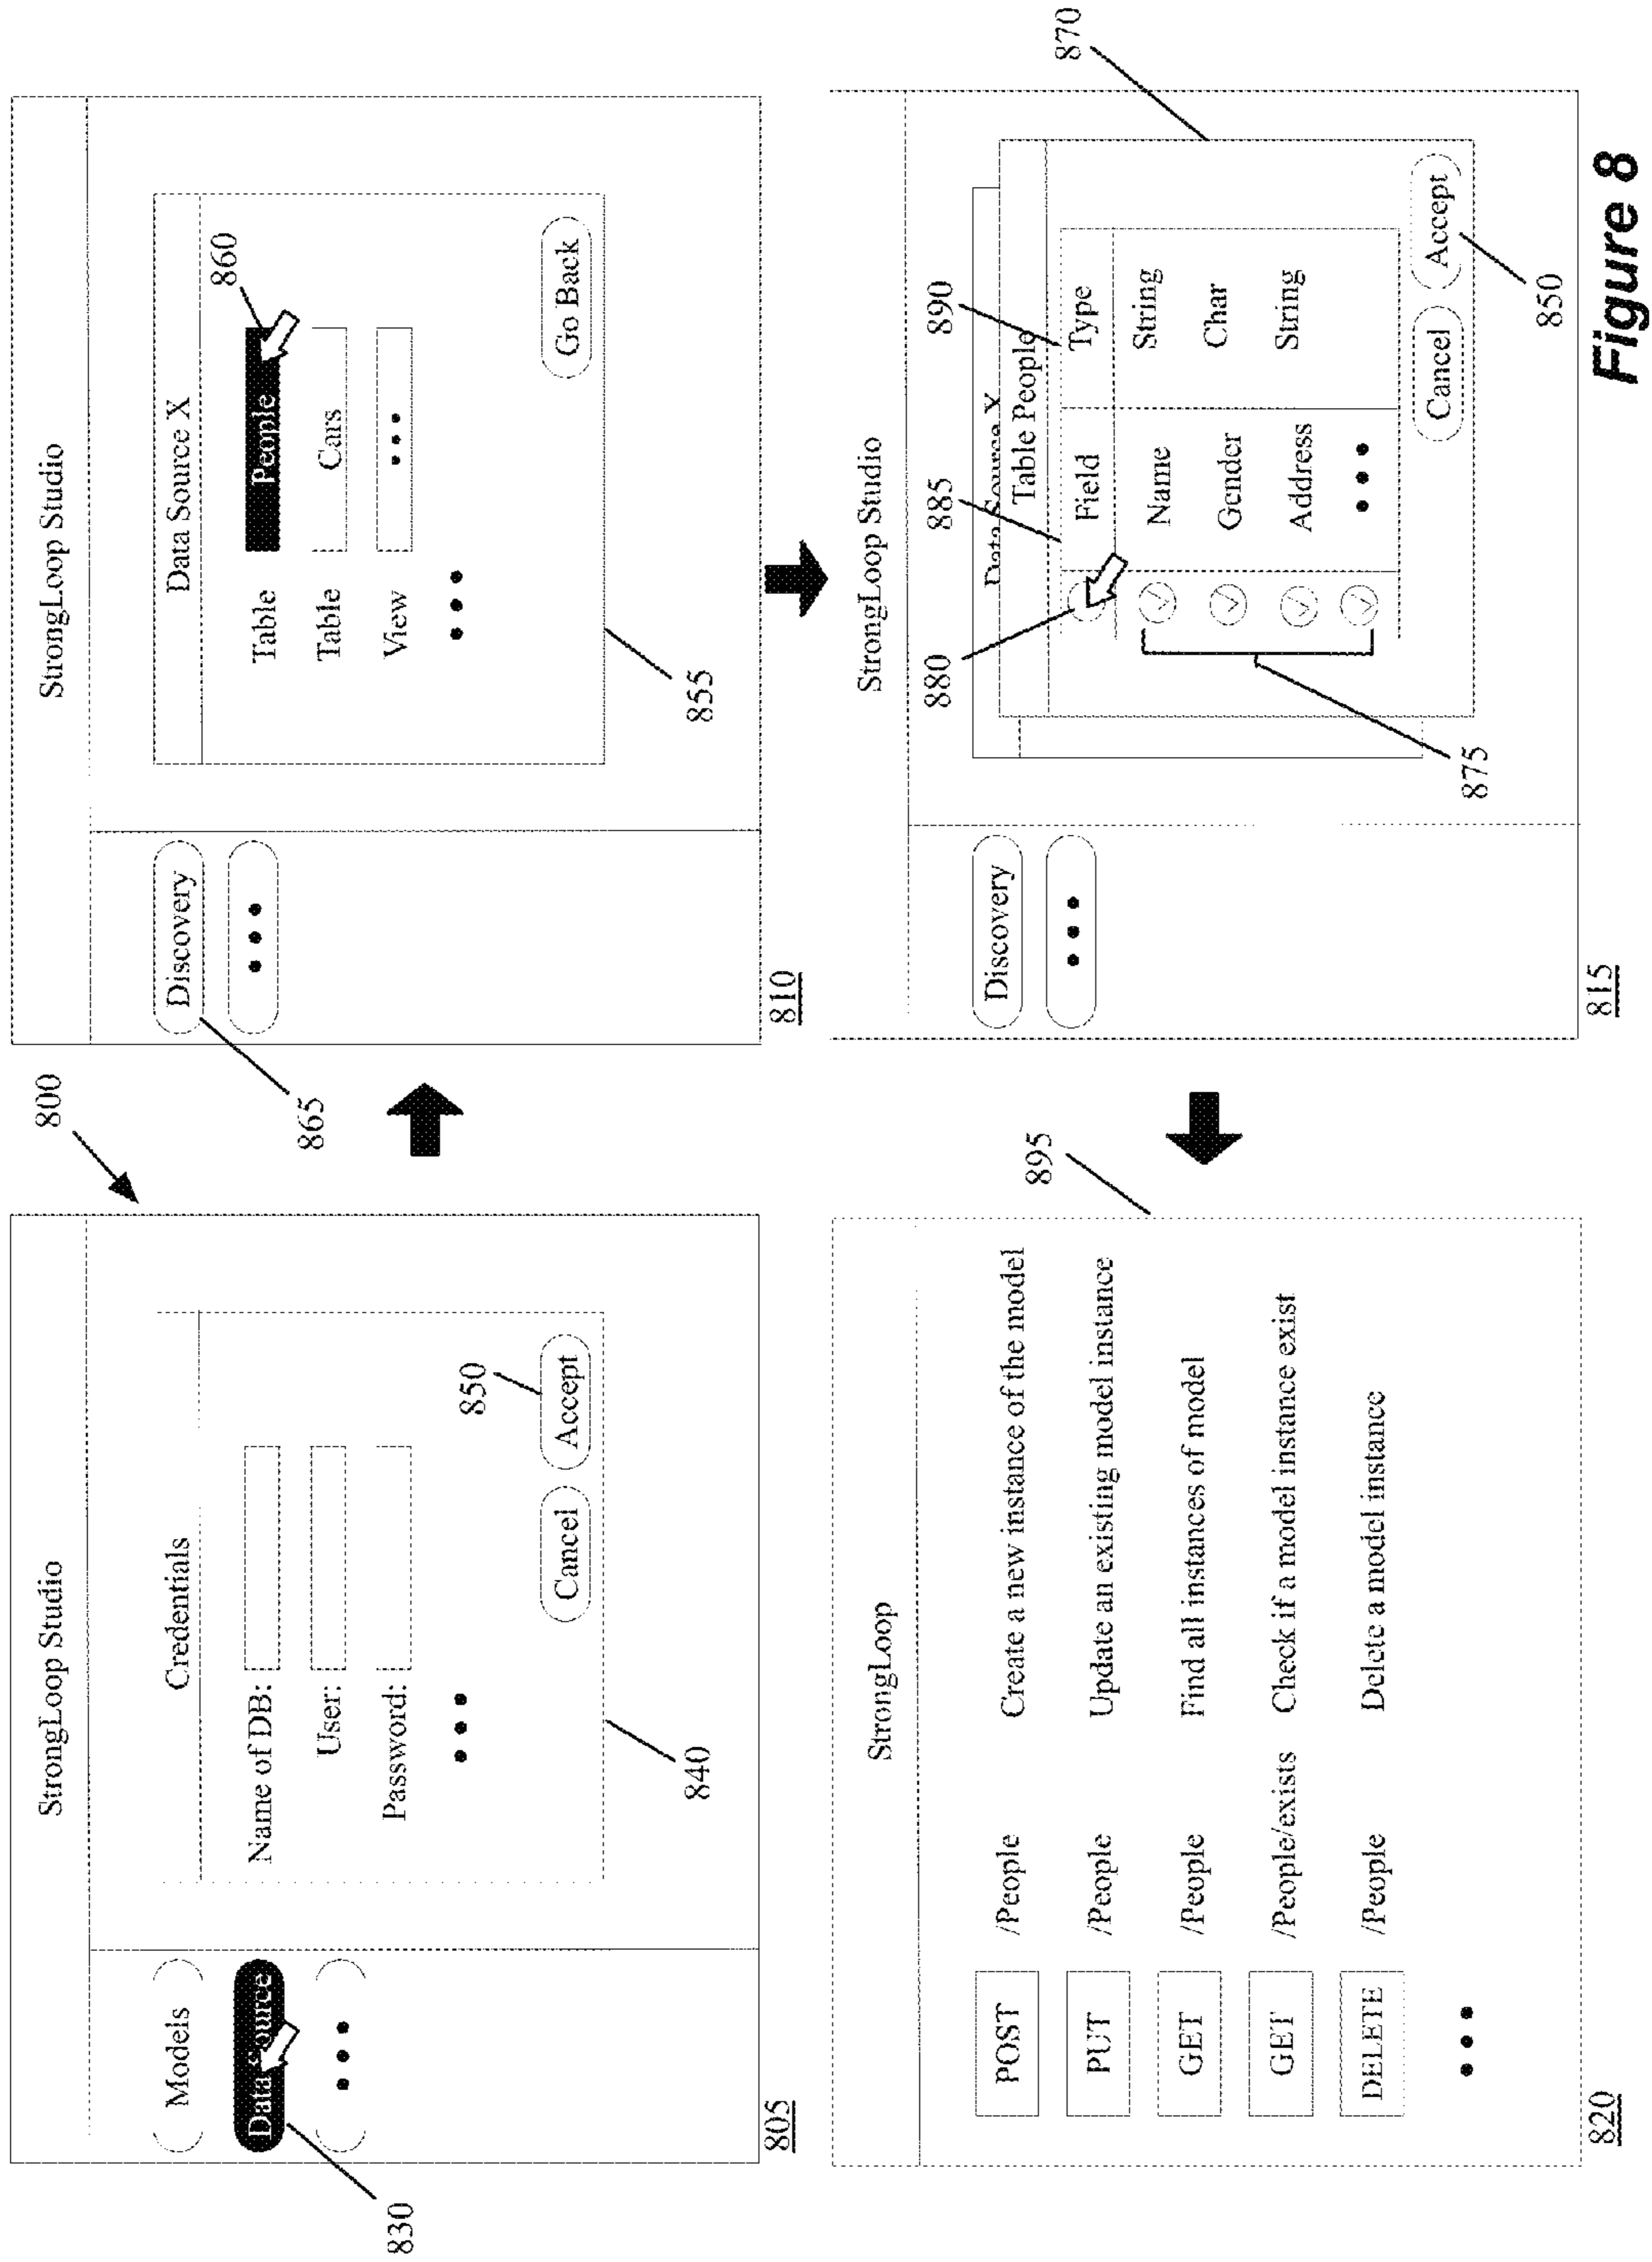 800
StrongLoop Studio
Models
Data Source
• • •
830
Credentials
Name of DB:
User:
Password:
• • •
Cancel
Accept
850
840
805
StrongLoop Studio
Discovery
• • •
865
Data Source X
Table
People
860
Table
Cars
View
• • •
• • •
Go Back
855
810
StrongLoop Studio
Discovery
• • •
Data Source X
Table People
870
880
885
890
Field
Type
Name
String
Gender
Char
Address
String
• • •
875
Cancel
Accept
850
815
StrongLoop
895
POST /People Create a new instance of the model
PUT /People Update an existing model instance
GET /People Find all instances of model
GET /People/exists Check if a model instance exist
DELETE /People Delete a model instance
• • •
820
Figure 8